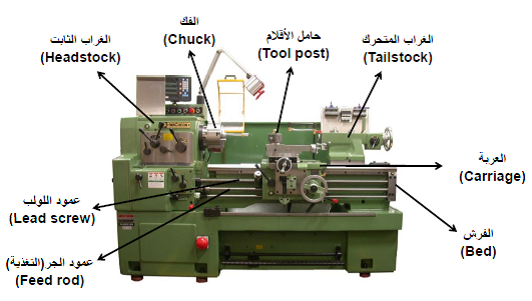 الفك
(Chuck)
حامل الأقلام
(Tool post)
الغراب المتحرك
(Tailstock)
الغراب الثابت
(Headstock)
العربة
(Carriage)
عمود اللولب
(Lead screw)
الفرش
(Bed)
عمود الجر(التغذية)
(Feed rod)